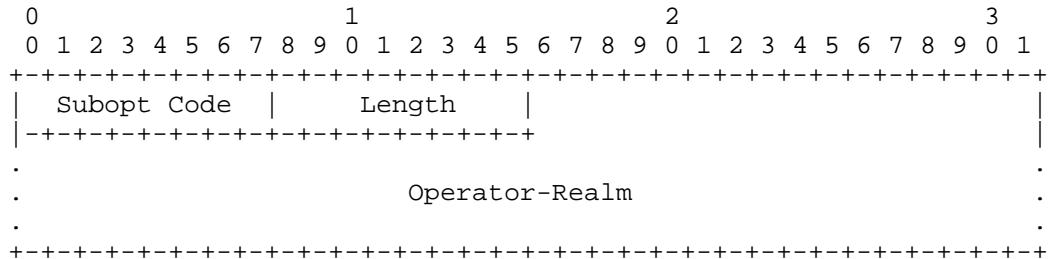 0                   1                   2                   3
 0 1 2 3 4 5 6 7 8 9 0 1 2 3 4 5 6 7 8 9 0 1 2 3 4 5 6 7 8 9 0 1
+-+-+-+-+-+-+-+-+-+-+-+-+-+-+-+-+-+-+-+-+-+-+-+-+-+-+-+-+-+-+-+-+
|  Subopt Code  |     Length    |                               |
|-+-+-+-+-+-+-+-+-+-+-+-+-+-+-+-+                               |
.                                                               .
.                        Operator-Realm                         .
.                                                               .
+-+-+-+-+-+-+-+-+-+-+-+-+-+-+-+-+-+-+-+-+-+-+-+-+-+-+-+-+-+-+-+-+